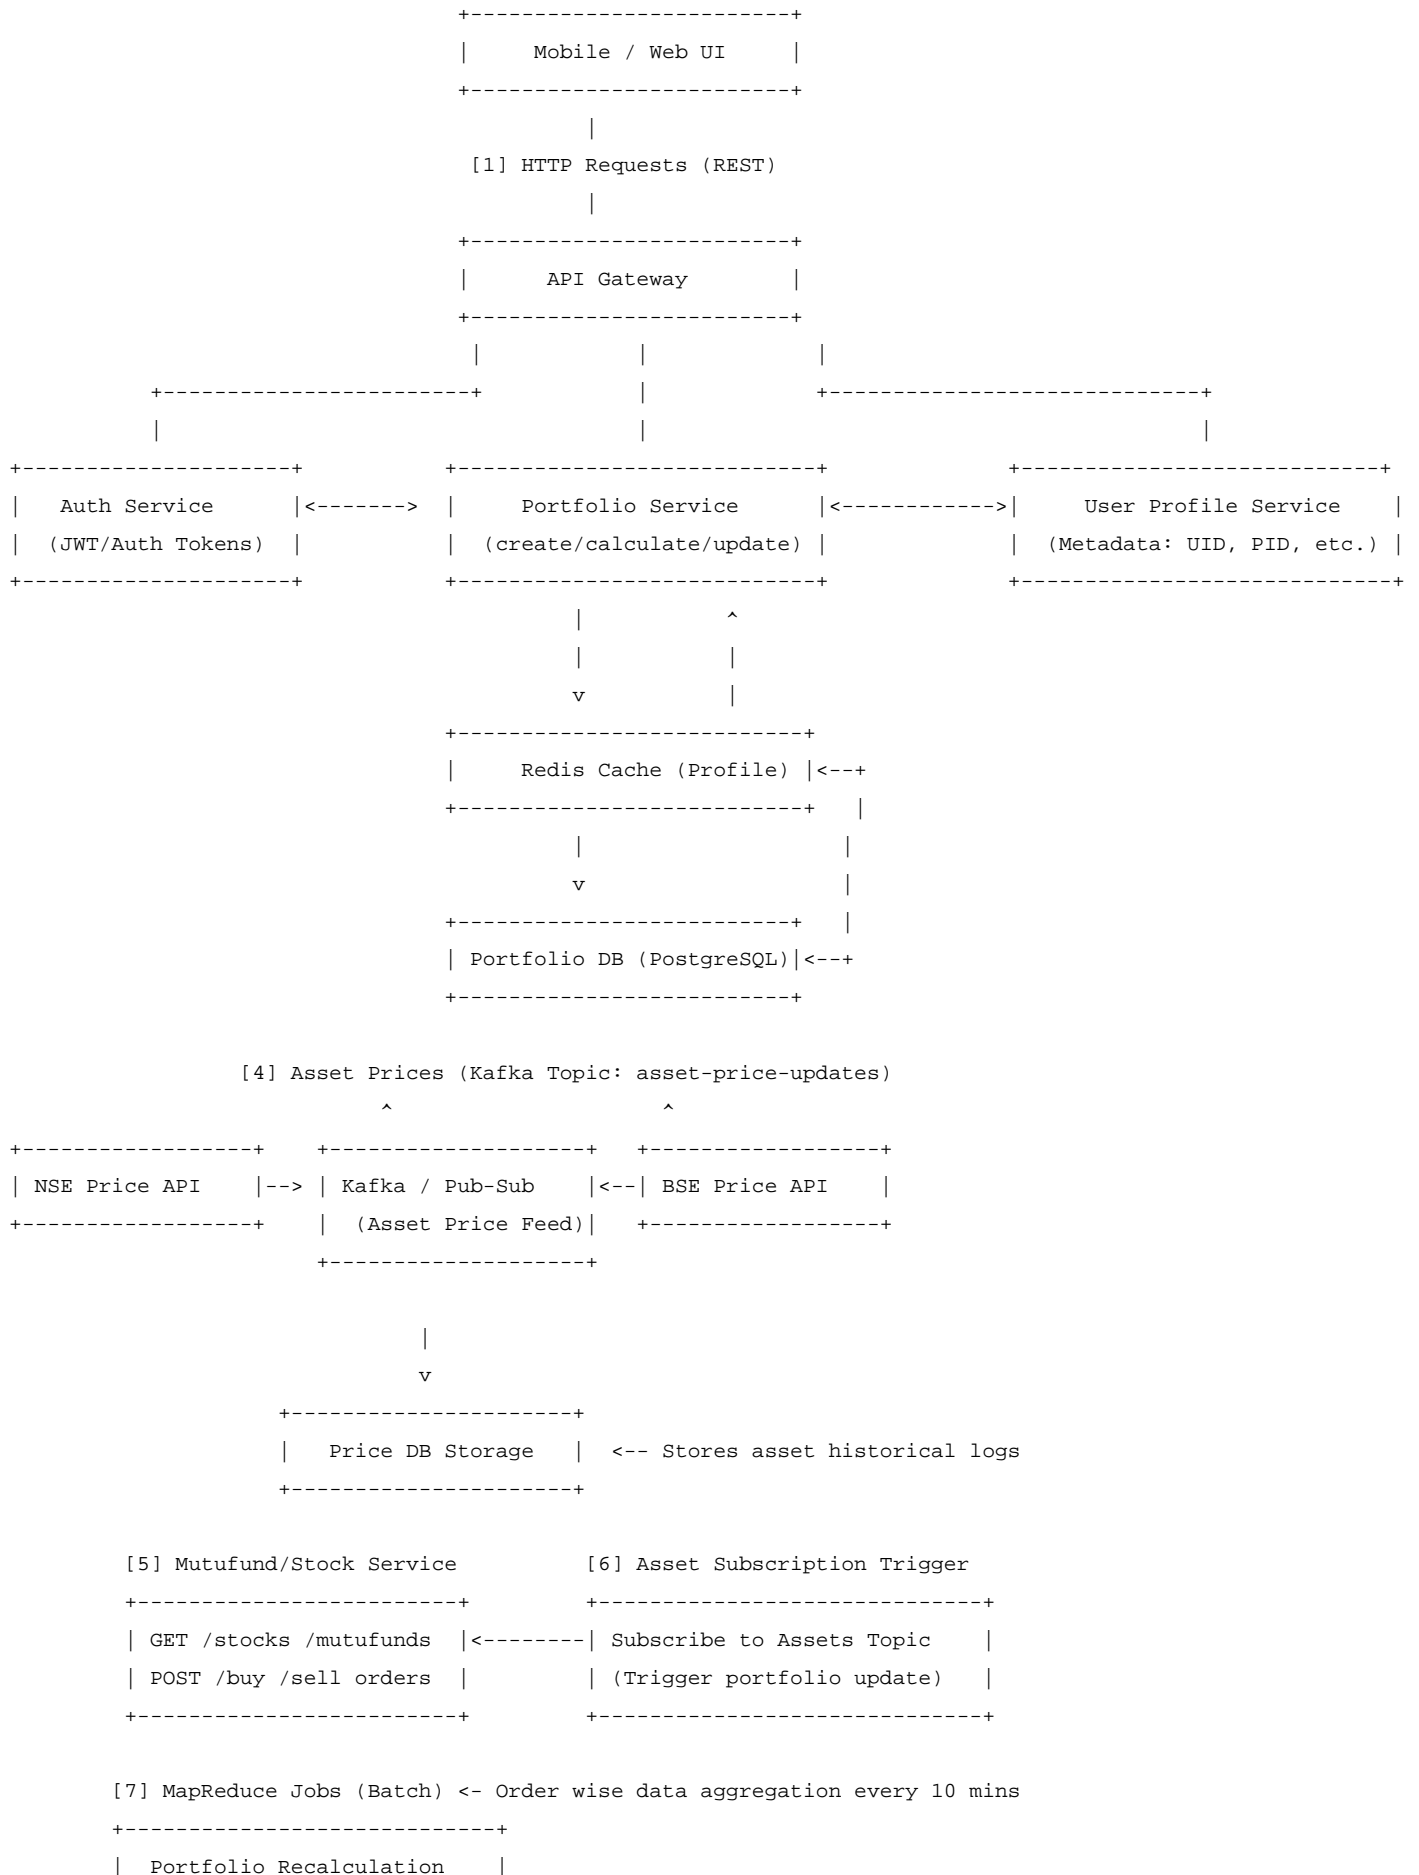 Mobile / Web UI
[1] HTTP Requests (REST)
API Gateway
Auth Service <-------> Portfolio Service <------------> User Profile Service
(JWT/Auth Tokens) (create/calculate/update) (Metadata: UID, PID, etc.)
Redis Cache (Profile)
Portfolio DB (PostgreSQL)
[4] Asset Prices (Kafka Topic: asset-price-updates)
NSE Price API --> Kafka / Pub-Sub <-- BSE Price API
(Asset Price Feed)
Price DB Storage <-- Stores asset historical logs
[5] Mutufund/Stock Service [6] Asset Subscription Trigger
GET /stocks /mutufunds <-------- Subscribe to Assets Topic
POST /buy /sell orders (Trigger portfolio update)
[7] MapReduce Jobs (Batch) <- Order wise data aggregation every 10 mins
Portfolio Recalculation